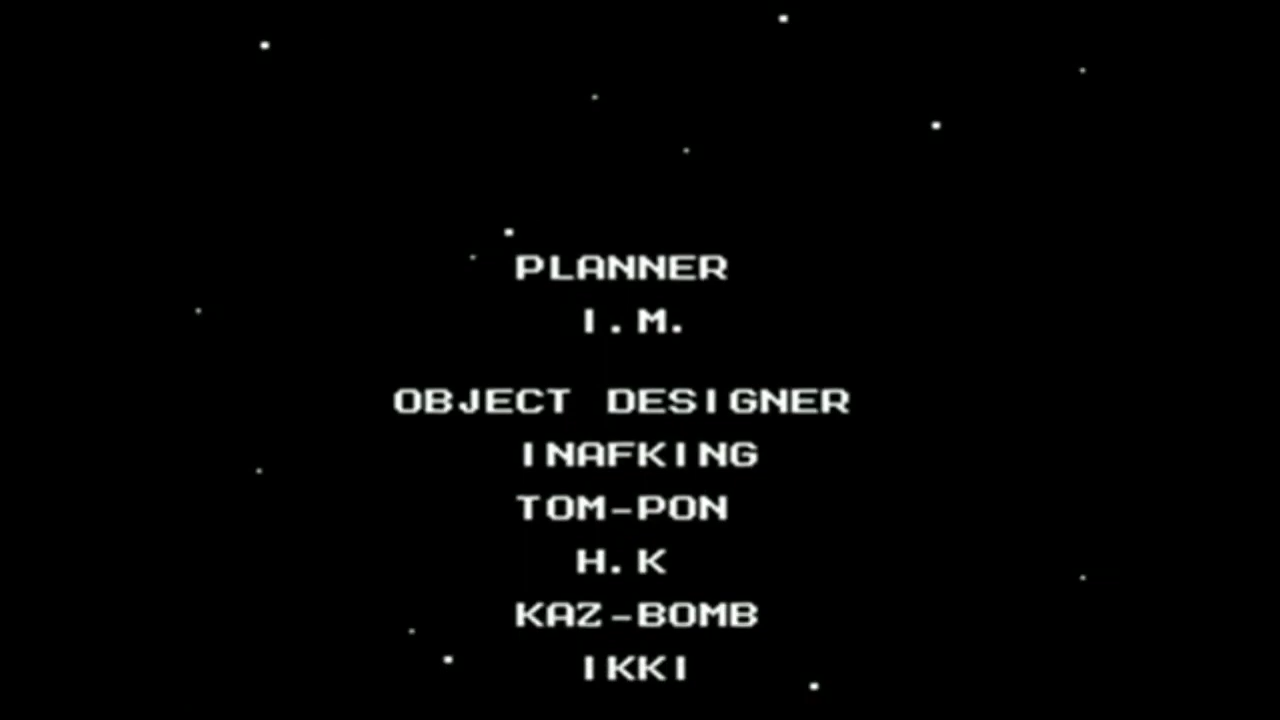 PLANNER
I.M.
OBJECT DESIGNER
INAFKING
TOM-PON
H.K
KAZ-BOMB
IKKI